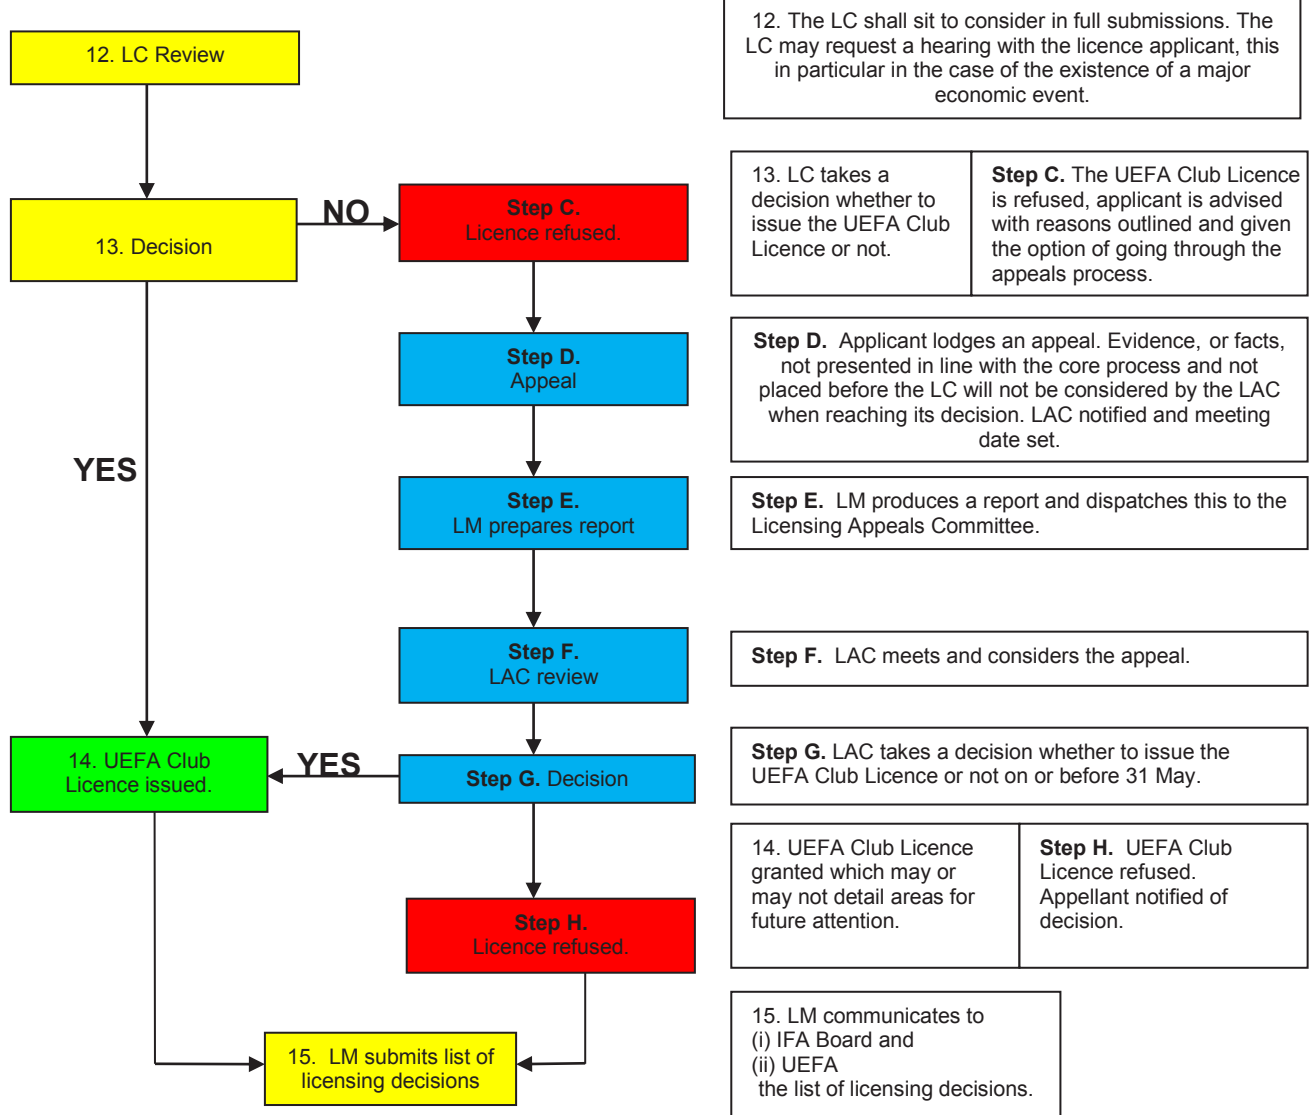 12. LC Review
12. The LC shall sit to consider in full submissions. The
LC may request a hearing with the licence applicant, this
in particular in the case of the existence of a major
economic event.
13. Decision
NO
Step C.
Licence refused.
13. LC takes a
decision whether to
issue the UEFA Club
Licence or not.
Step C. The UEFA Club Licence
is refused, applicant is advised
with reasons outlined and given
the option of going through the
appeals process.
Step D.
Appeal
Step D. Applicant lodges an appeal. Evidence, or facts,
not presented in line with the core process and not
placed before the LC will not be considered by the LAC
when reaching its decision. LAC notified and meeting
date set.
YES
Step E.
LM prepares report
Step E. LM produces a report and dispatches this to the
Licensing Appeals Committee.
Step F.
LAC review
Step F. LAC meets and considers the appeal.
14. UEFA Club
Licence issued.
YES
Step G. Decision
Step G. LAC takes a decision whether to issue the
UEFA Club Licence or not on or before 31 May.
14. UEFA Club Licence
granted which may or
may not detail areas for
future attention.
Step H. UEFA Club
Licence refused.
Appellant notified of
decision.
Step H.
Licence refused.
15. LM submits list of
licensing decisions
15. LM communicates to
(i) IFA Board and
(ii) UEFA
the list of licensing decisions.